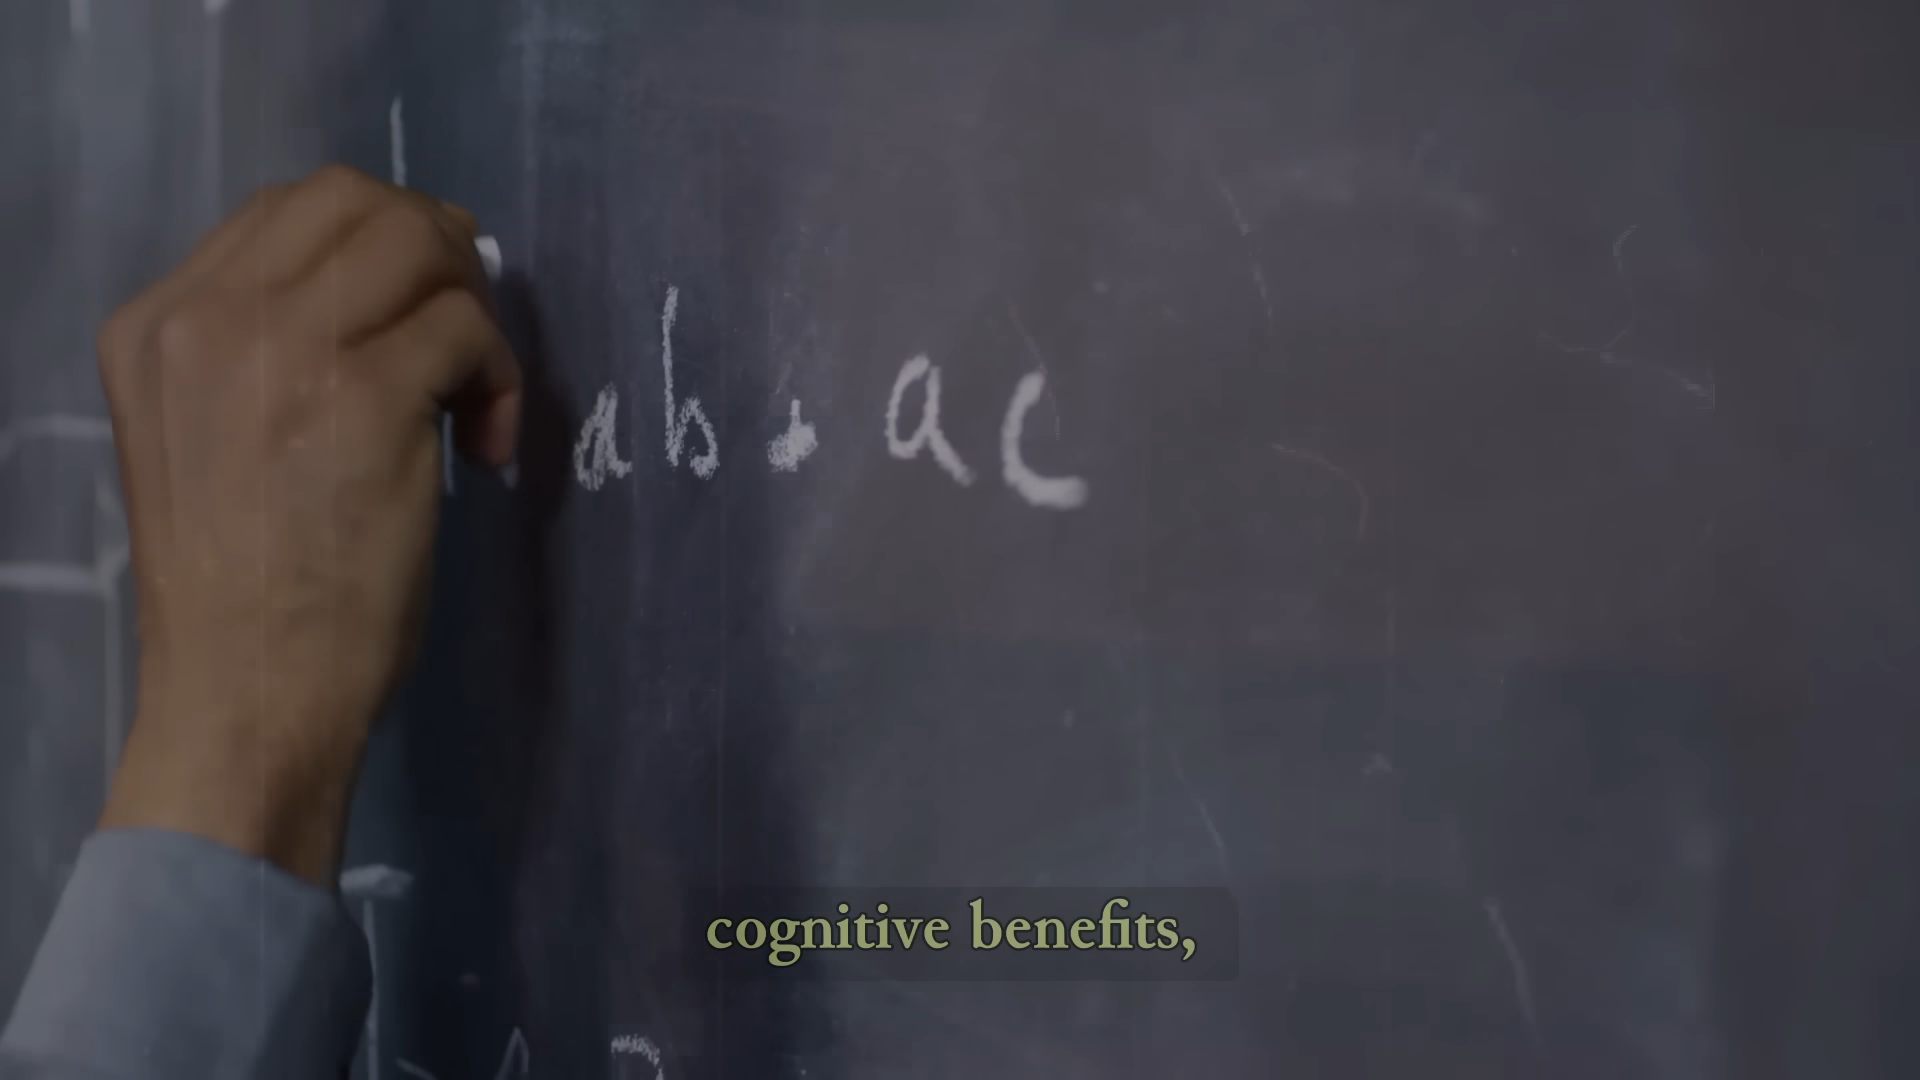 ab . ac
cognitive benefits,